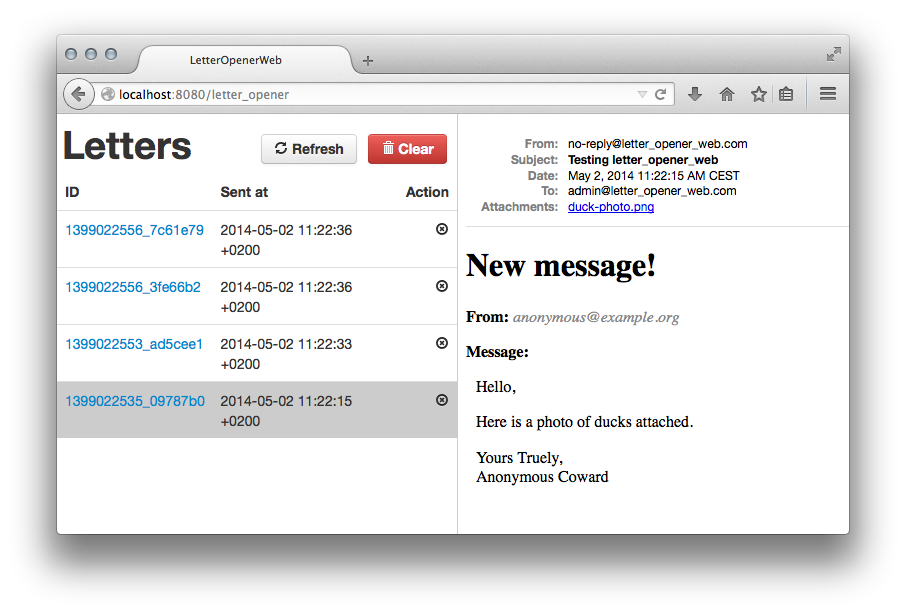 LetterOpenerWeb
localhost:8080/letter_opener
Letters
Refresh
Clear
ID Sent at Action
1399022556_7c61e79 2014-05-02 11:22:36
+0200
1399022556_3fe66b2 2014-05-02 11:22:36
+0200
1399022553_ad5cee1 2014-05-02 11:22:33
+0200
1399022535_09787b0 2014-05-02 11:22:15
+0200
From: no-reply@letter_opener_web.com
Subject: Testing letter_opener_web
Date: May 2, 2014 11:22:15 AM CEST
To: admin@letter_opener_web.com
Attachments: duck-photo.png
New message!
From: anonymous@example.org
Message:
Hello,
Here is a photo of ducks attached.
Yours Truely,
Anonymous Coward